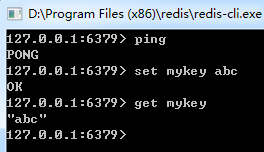 D:\Program Files (x86)\redis\redis-cli.exe
127.0.0.1:6379> ping
PONG
127.0.0.1:6379> set mykey abc
OK
127.0.0.1:6379> get mykey
"abc"
127.0.0.1:6379>